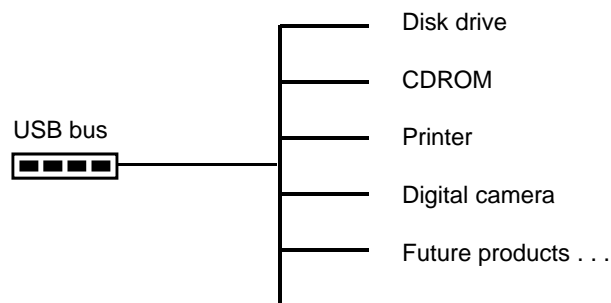 Disk drive
CDROM
USB bus
Printer
Digital camera
Future products . . .